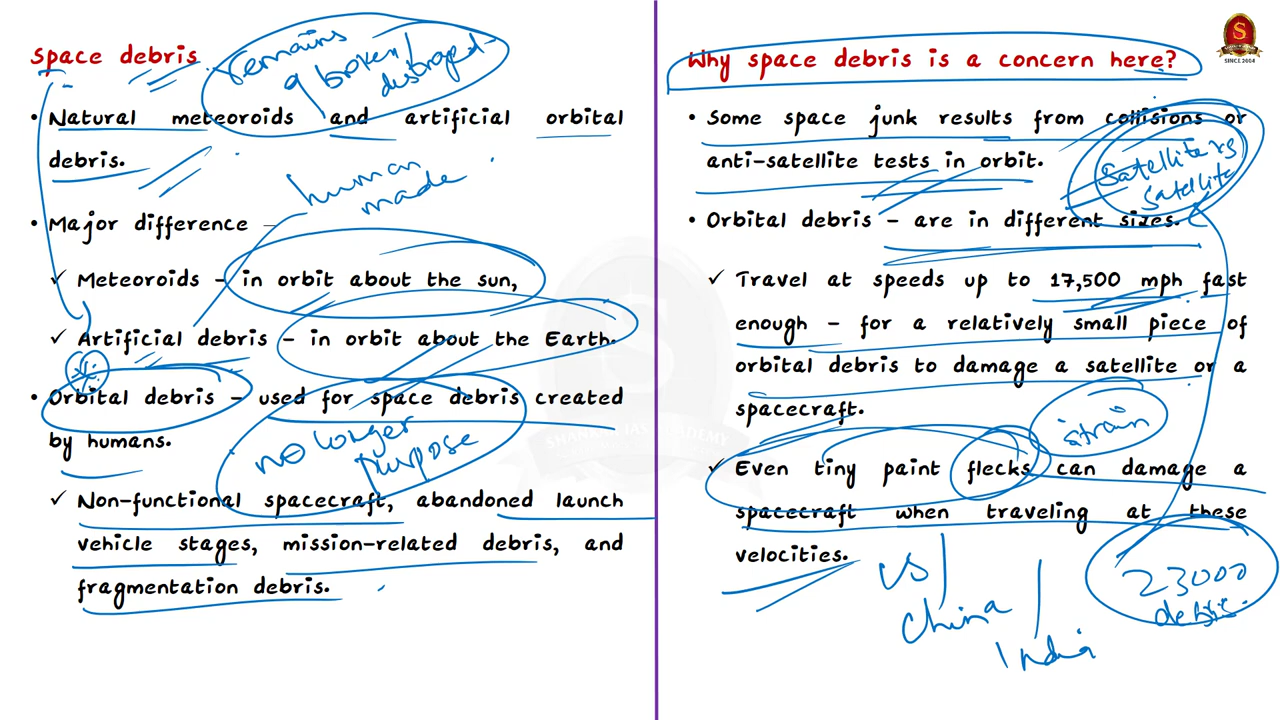 Space debris
remains
of broken/
destroyed
• Natural meteoroids and artificial orbital
debris.
human
made
• Major difference –
✓ Meteoroids – in orbit about the sun,
✓ Artificial debris – in orbit about the Earth.
• Orbital debris – used for space debris created
by humans.
no longer
purpose
✓ Non-functional spacecraft, abandoned launch
vehicle stages, mission-related debris, and
fragmentation debris.
S
SINCE 2004
Why space debris is a concern here?
• Some space junk results from collisions or
anti-satellite tests in orbit.
Satellite vs
satellite
• Orbital debris – are in different sizes.
✓ Travel at speeds up to 17,500 mph fast
enough – for a relatively small piece of
orbital debris to damage a satellite or a
spacecraft.
strain
✓ Even tiny paint flecks can damage a
spacecraft when traveling at these
velocities.
US
China
India
23000
debris.